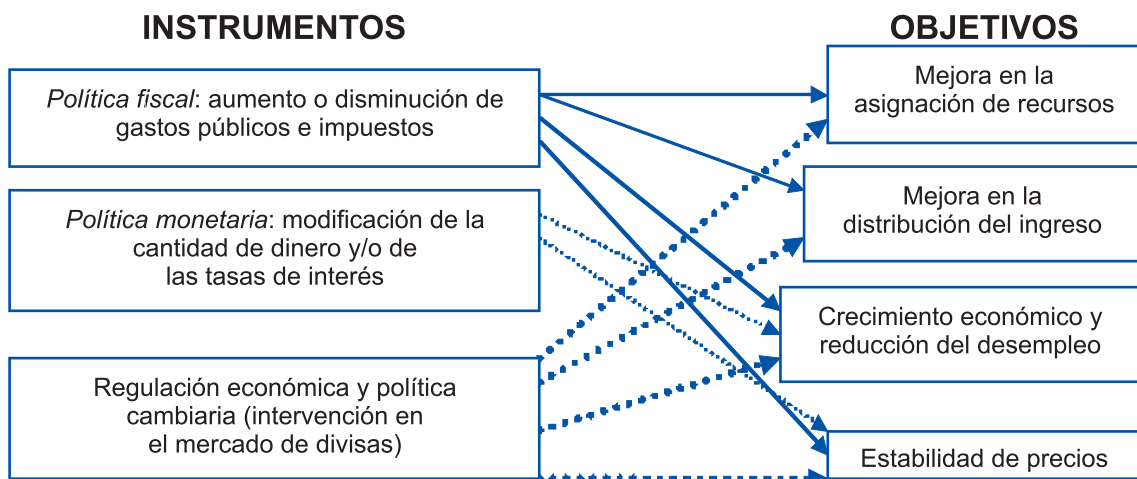 INSTRUMENTOS
Política fiscal: aumento o disminución de
gastos públicos e impuestos
Política monetaria: modificación de la
cantidad de dinero y/o de
las tasas de interés
Regulación económica y política
cambiaria (intervención en
el mercado de divisas)
OBJETIVOS
Mejora en la
asignación de recursos
Mejora en la
distribución del ingreso
Crecimiento económico y
reducción del desempleo
Estabilidad de precios